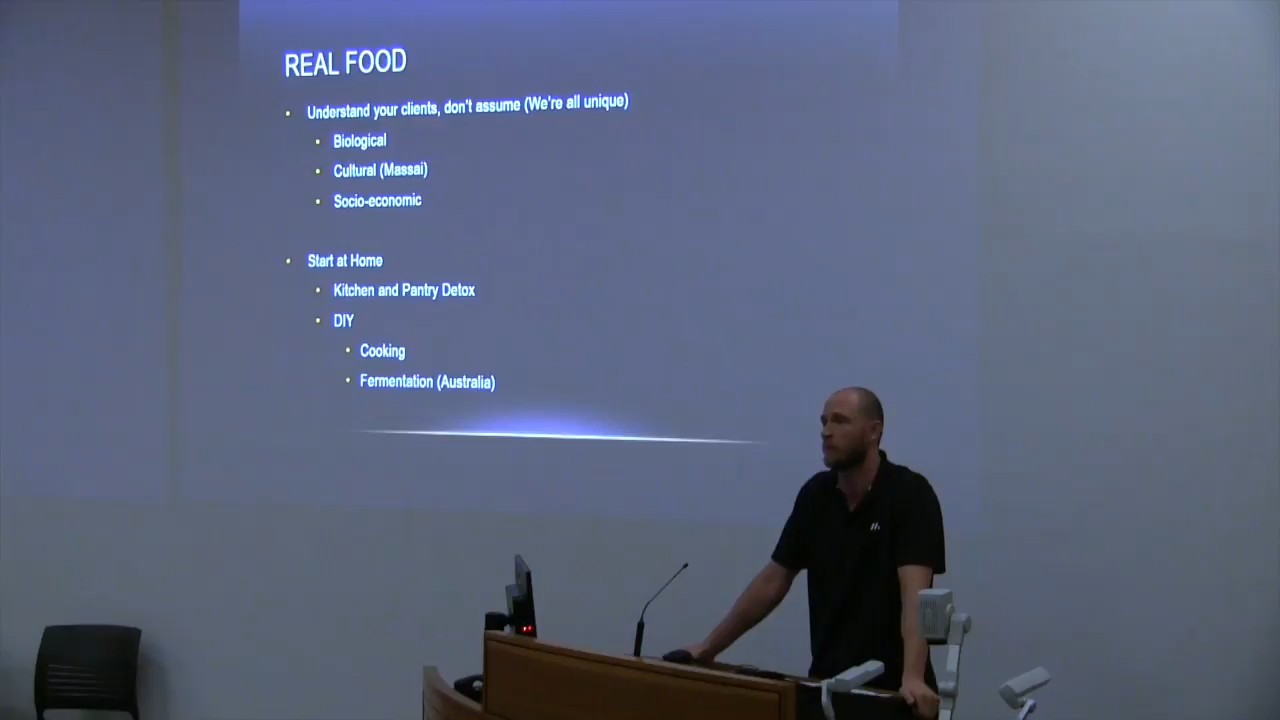 REAL FOOD
Understand your clients, don't assume (We're all unique)
Biological
Cultural (Massai)
Socio-economic
Start at Home
Kitchen and Pantry Detox
DIY
Cooking
Fermentation (Australia)